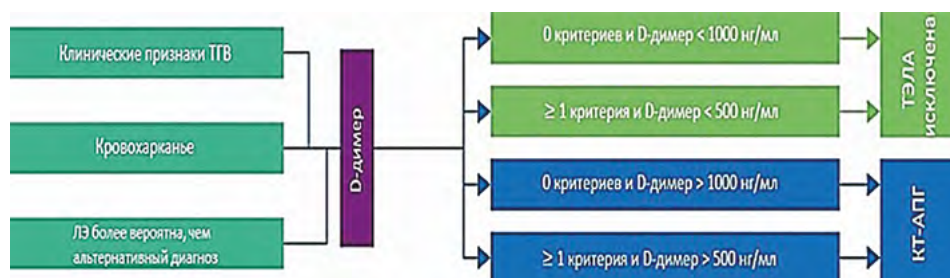 Клинические признаки ТГВ
Кровохарканье
ЛЭ более вероятна, чем
альтернативный диагноз
D-димер
0 критериев и D-димер < 1000 нг/мл
≥ 1 критерия и D-димер < 500 нг/мл
0 критериев и D-димер > 1000 нг/мл
≥ 1 критерия и D-димер > 500 нг/мл
ТЭЛА
исключена
КТ-АПГ